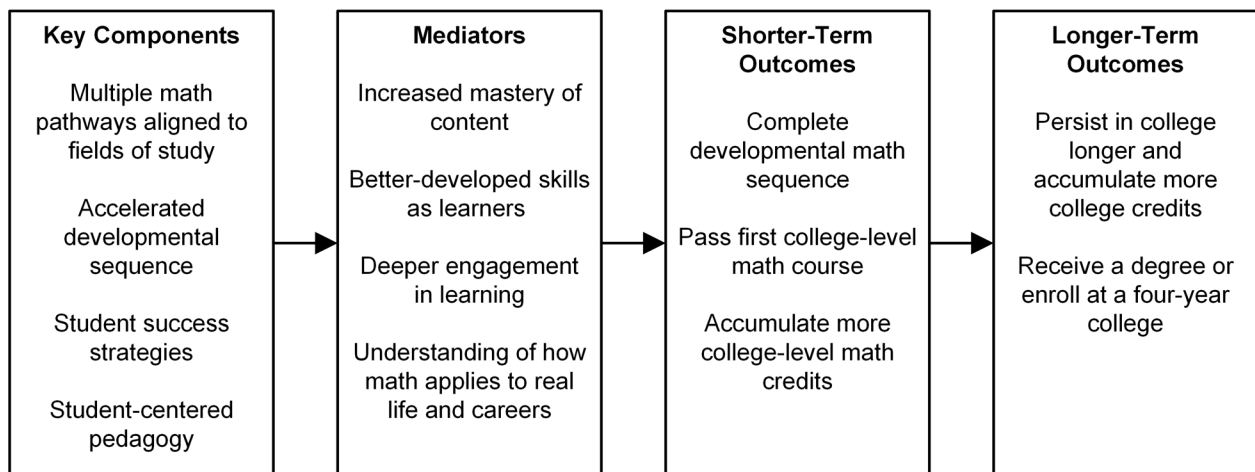 Key Components
Multiple math
pathways aligned to
fields of study
Accelerated
developmental
sequence
Student success
strategies
Student-centered
pedagogy
Mediators
Increased mastery of
content
Better-developed skills
as learners
Deeper engagement
in learning
Understanding of how
math applies to real
life and careers
Shorter-Term
Outcomes
Complete
developmental math
sequence
Pass first college-level
math course
Accumulate more
college-level math
credits
Longer-Term
Outcomes
Persist in college
longer and
accumulate more
college credits
Receive a degree or
enroll at a four-year
college